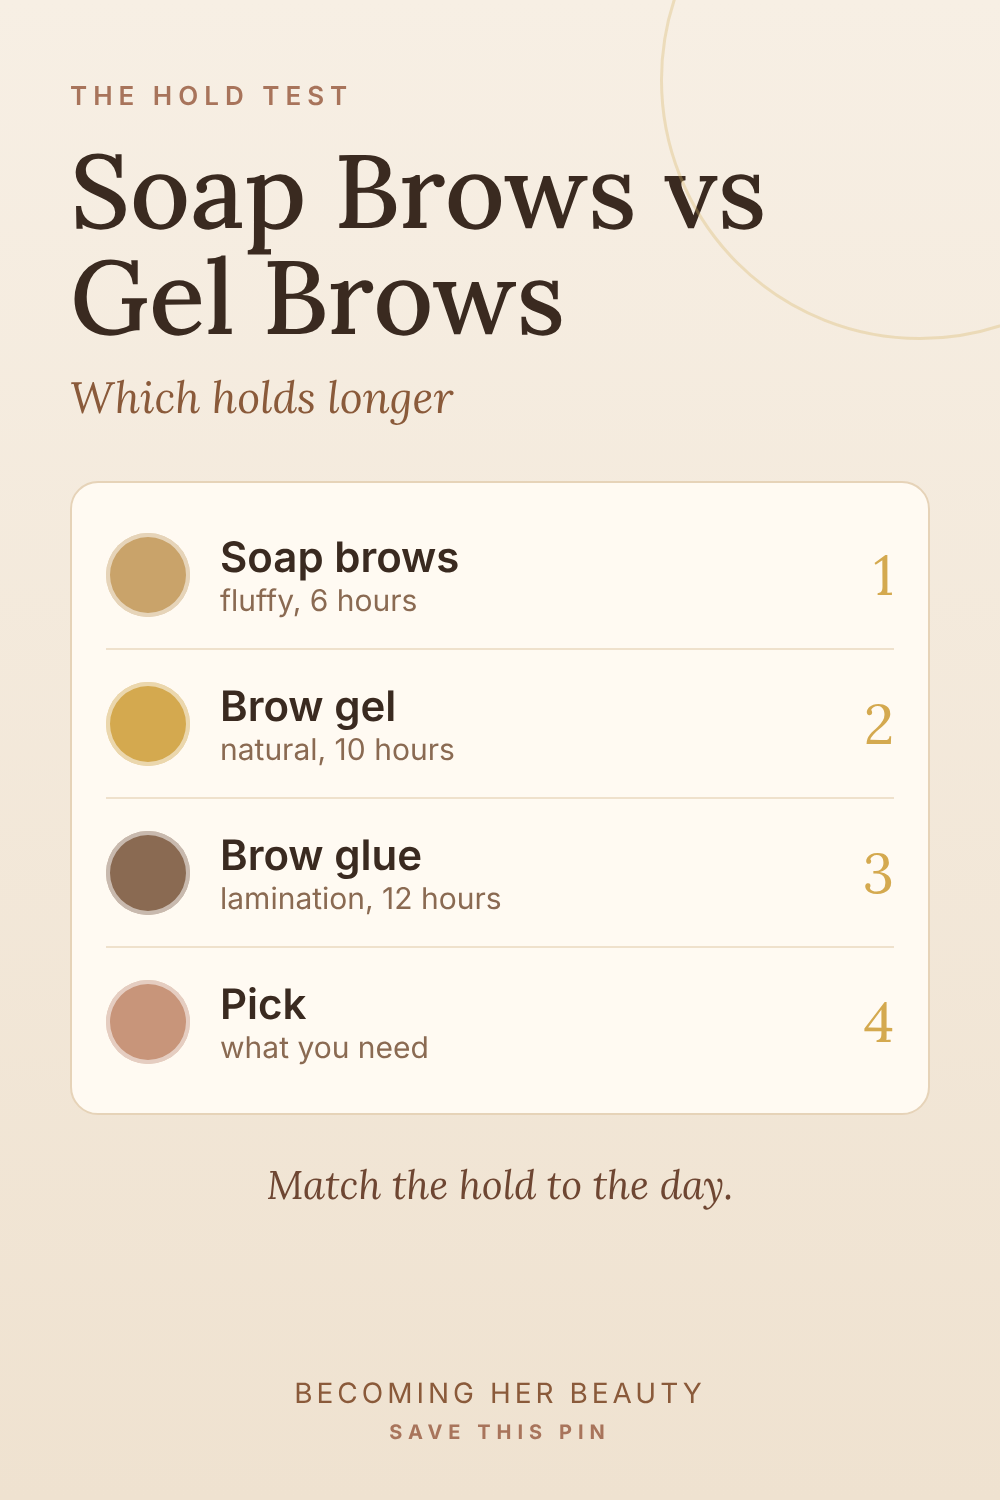 THE HOLD TEST
Soap Brows vs
Gel Brows
Which holds longer
Soap brows
fluffy, 6 hours
1
Brow gel
natural, 10 hours
2
Brow glue
lamination, 12 hours
3
Pick
what you need
4
Match the hold to the day.
BECOMING HER BEAUTY
SAVE THIS PIN